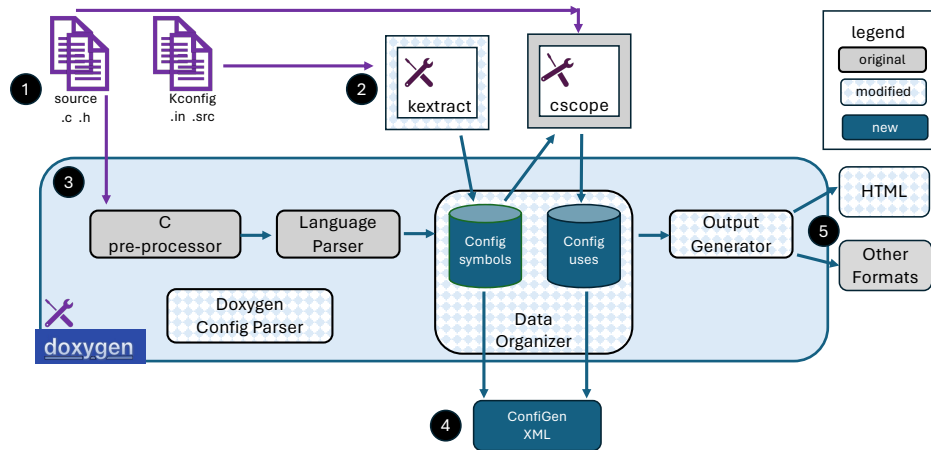 1
source
.c .h
Kconfig
.in .src
2
kextract
cscope
legend
original
modified
new
3
C
pre-processor
Language
Parser
Config
symbols
Config
uses
Data
Organizer
Output
Generator
5
HTML
Other
Formats
Doxygen
Config Parser
doxygen
4
ConfiGen
XML